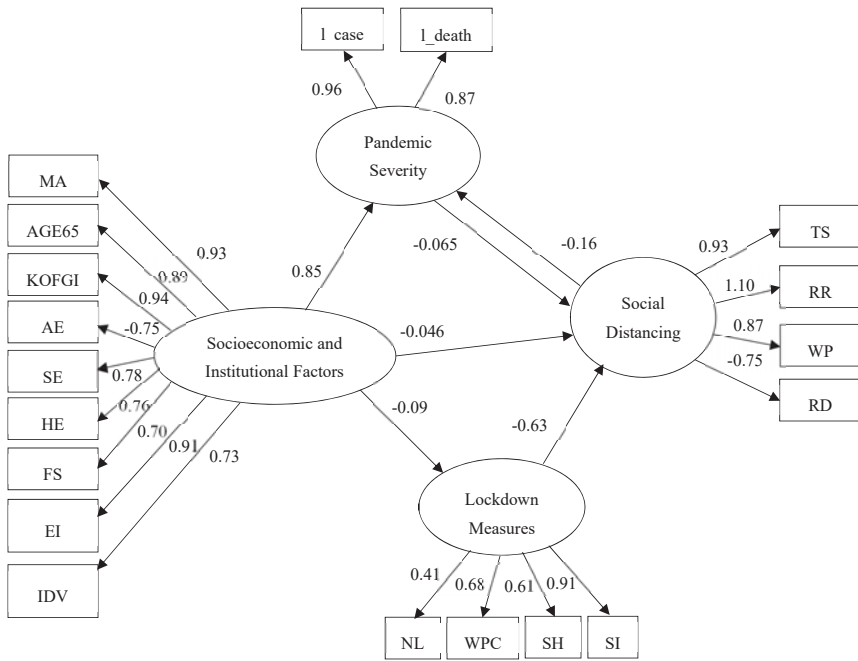 l_case
l_death
0.96
0.87
Pandemic
Severity
MA
AGE65
KOFGI
AE
SE
HE
FS
EI
IDV
0.93
0.89
0.94
-0.75
0.78
0.76
0.70
0.91
0.73
0.85
-0.065
-0.16
Socioeconomic and
Institutional Factors
-0.046
-0.09
-0.63
Social
Distancing
0.93
1.10
0.87
-0.75
TS
RR
WP
RD
Lockdown
Measures
0.41
0.68
0.61
0.91
NL
WPC
SH
SI